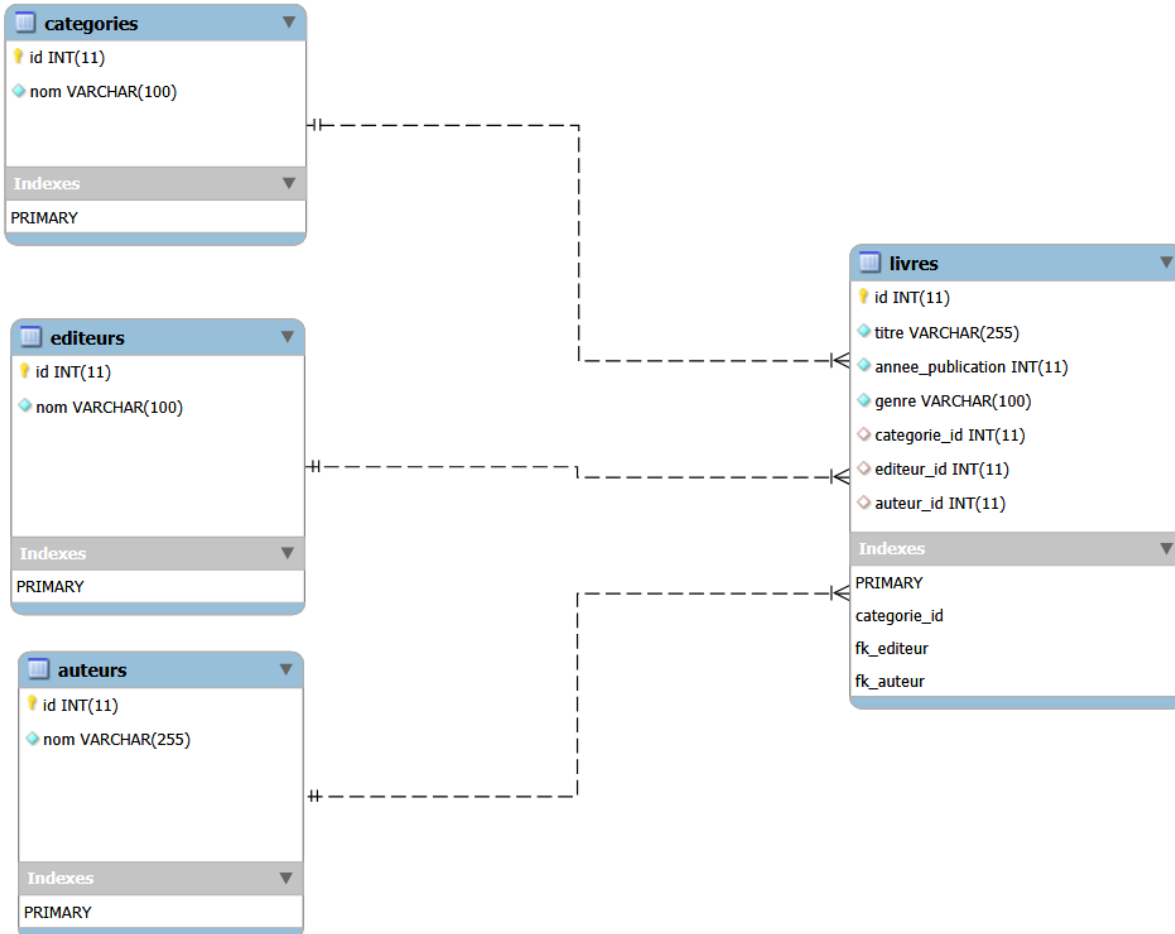 categories
id INT(11)
nom VARCHAR(100)
Indexes
PRIMARY
editeurs
id INT(11)
nom VARCHAR(100)
Indexes
PRIMARY
auteurs
id INT(11)
nom VARCHAR(255)
Indexes
PRIMARY
livres
id INT(11)
titre VARCHAR(255)
annee_publication INT(11)
genre VARCHAR(100)
categorie_id INT(11)
editeur_id INT(11)
auteur_id INT(11)
Indexes
PRIMARY
categorie_id
fk_editeur
fk_auteur